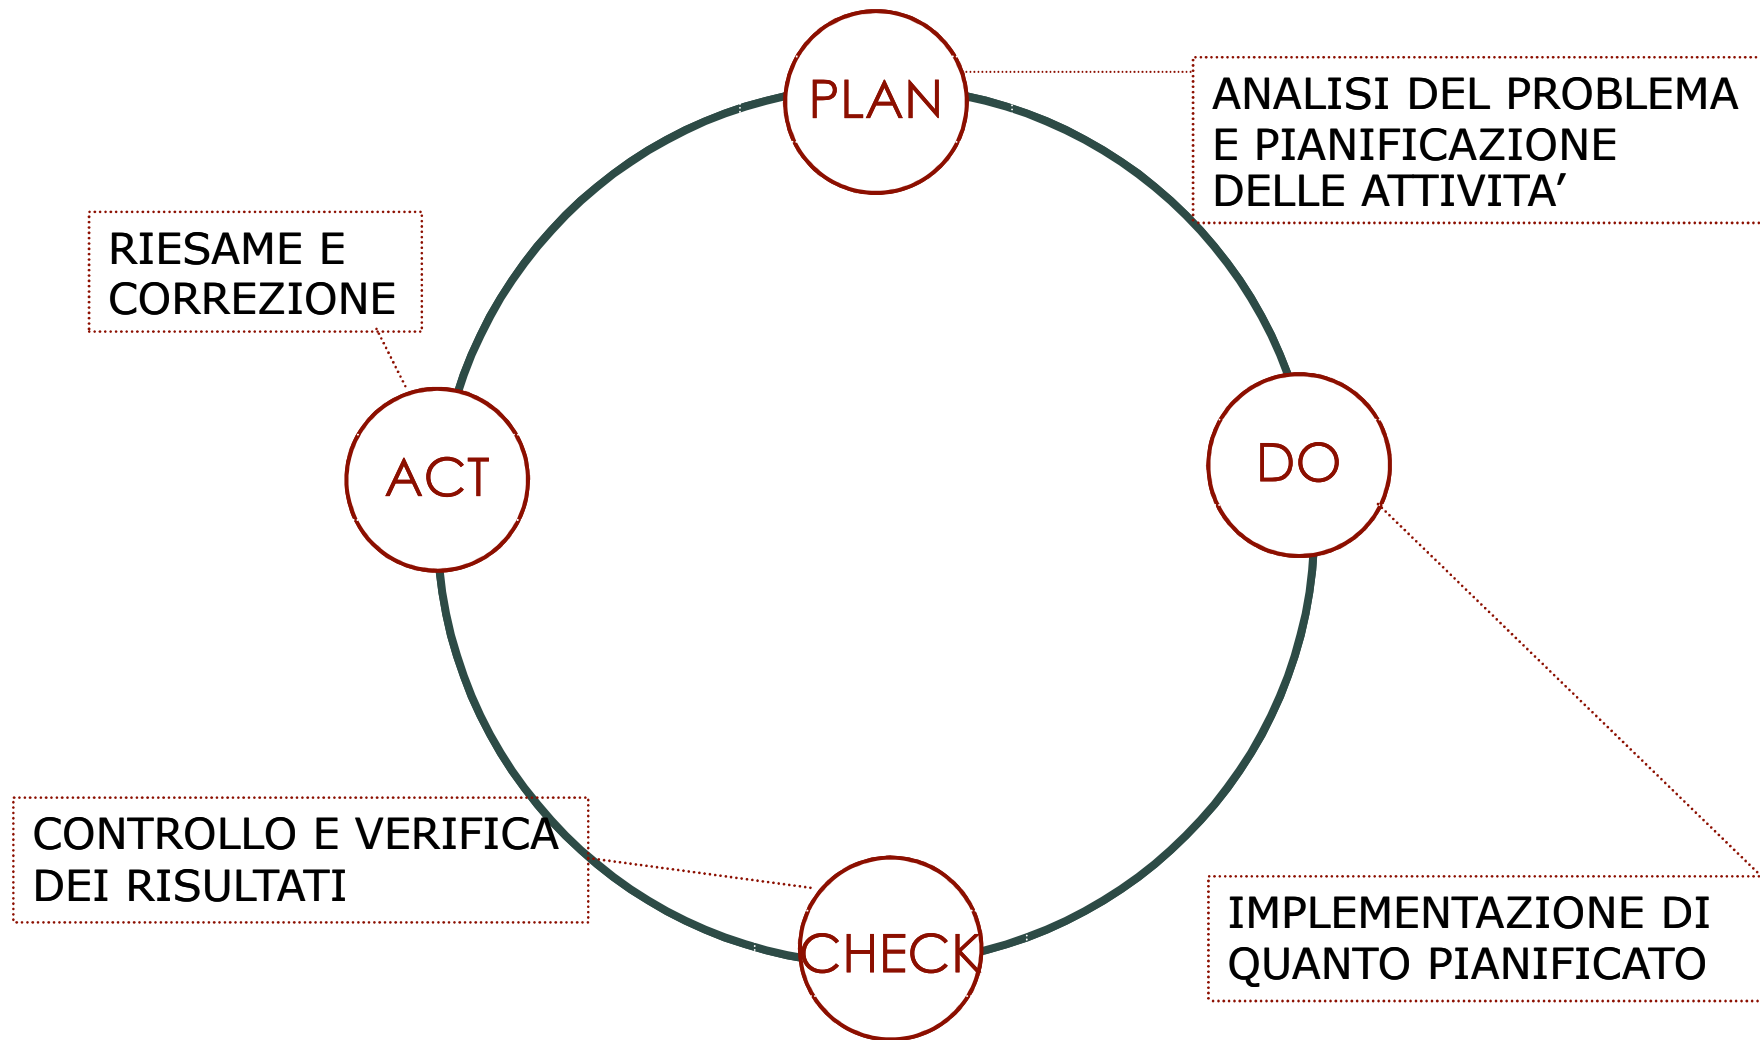 PLAN
ANALISI DEL PROBLEMA
E PIANIFICAZIONE
DELLE ATTIVITA’
RIESAME E
CORREZIONE
ACT
DO
CONTROLLO E VERIFICA
DEI RISULTATI
CHECK
IMPLEMENTAZIONE DI
QUANTO PIANIFICATO